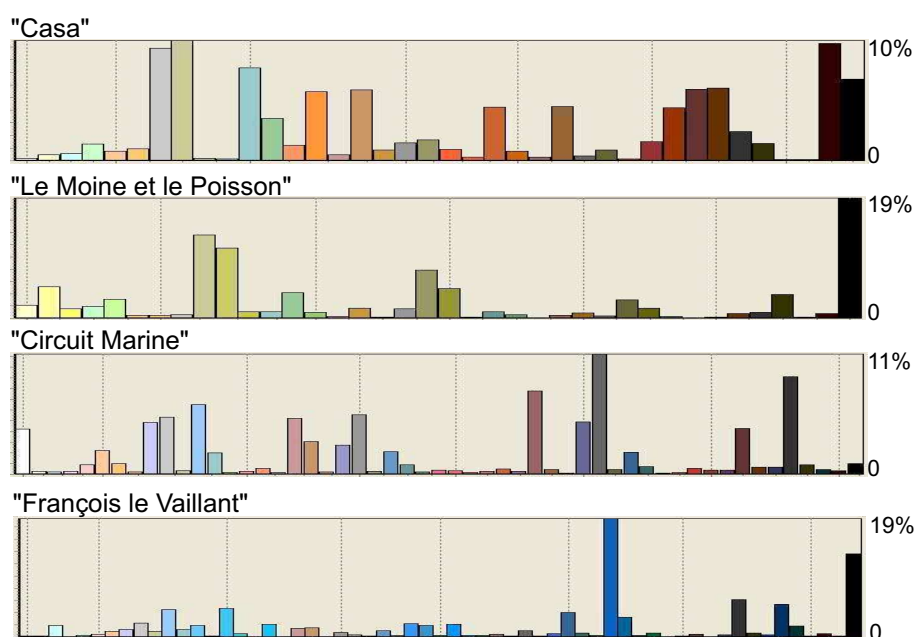 "Casa"
10%
0
"Le Moine et le Poisson"
19%
0
"Circuit Marine"
11%
0
"François le Vaillant"
19%
0